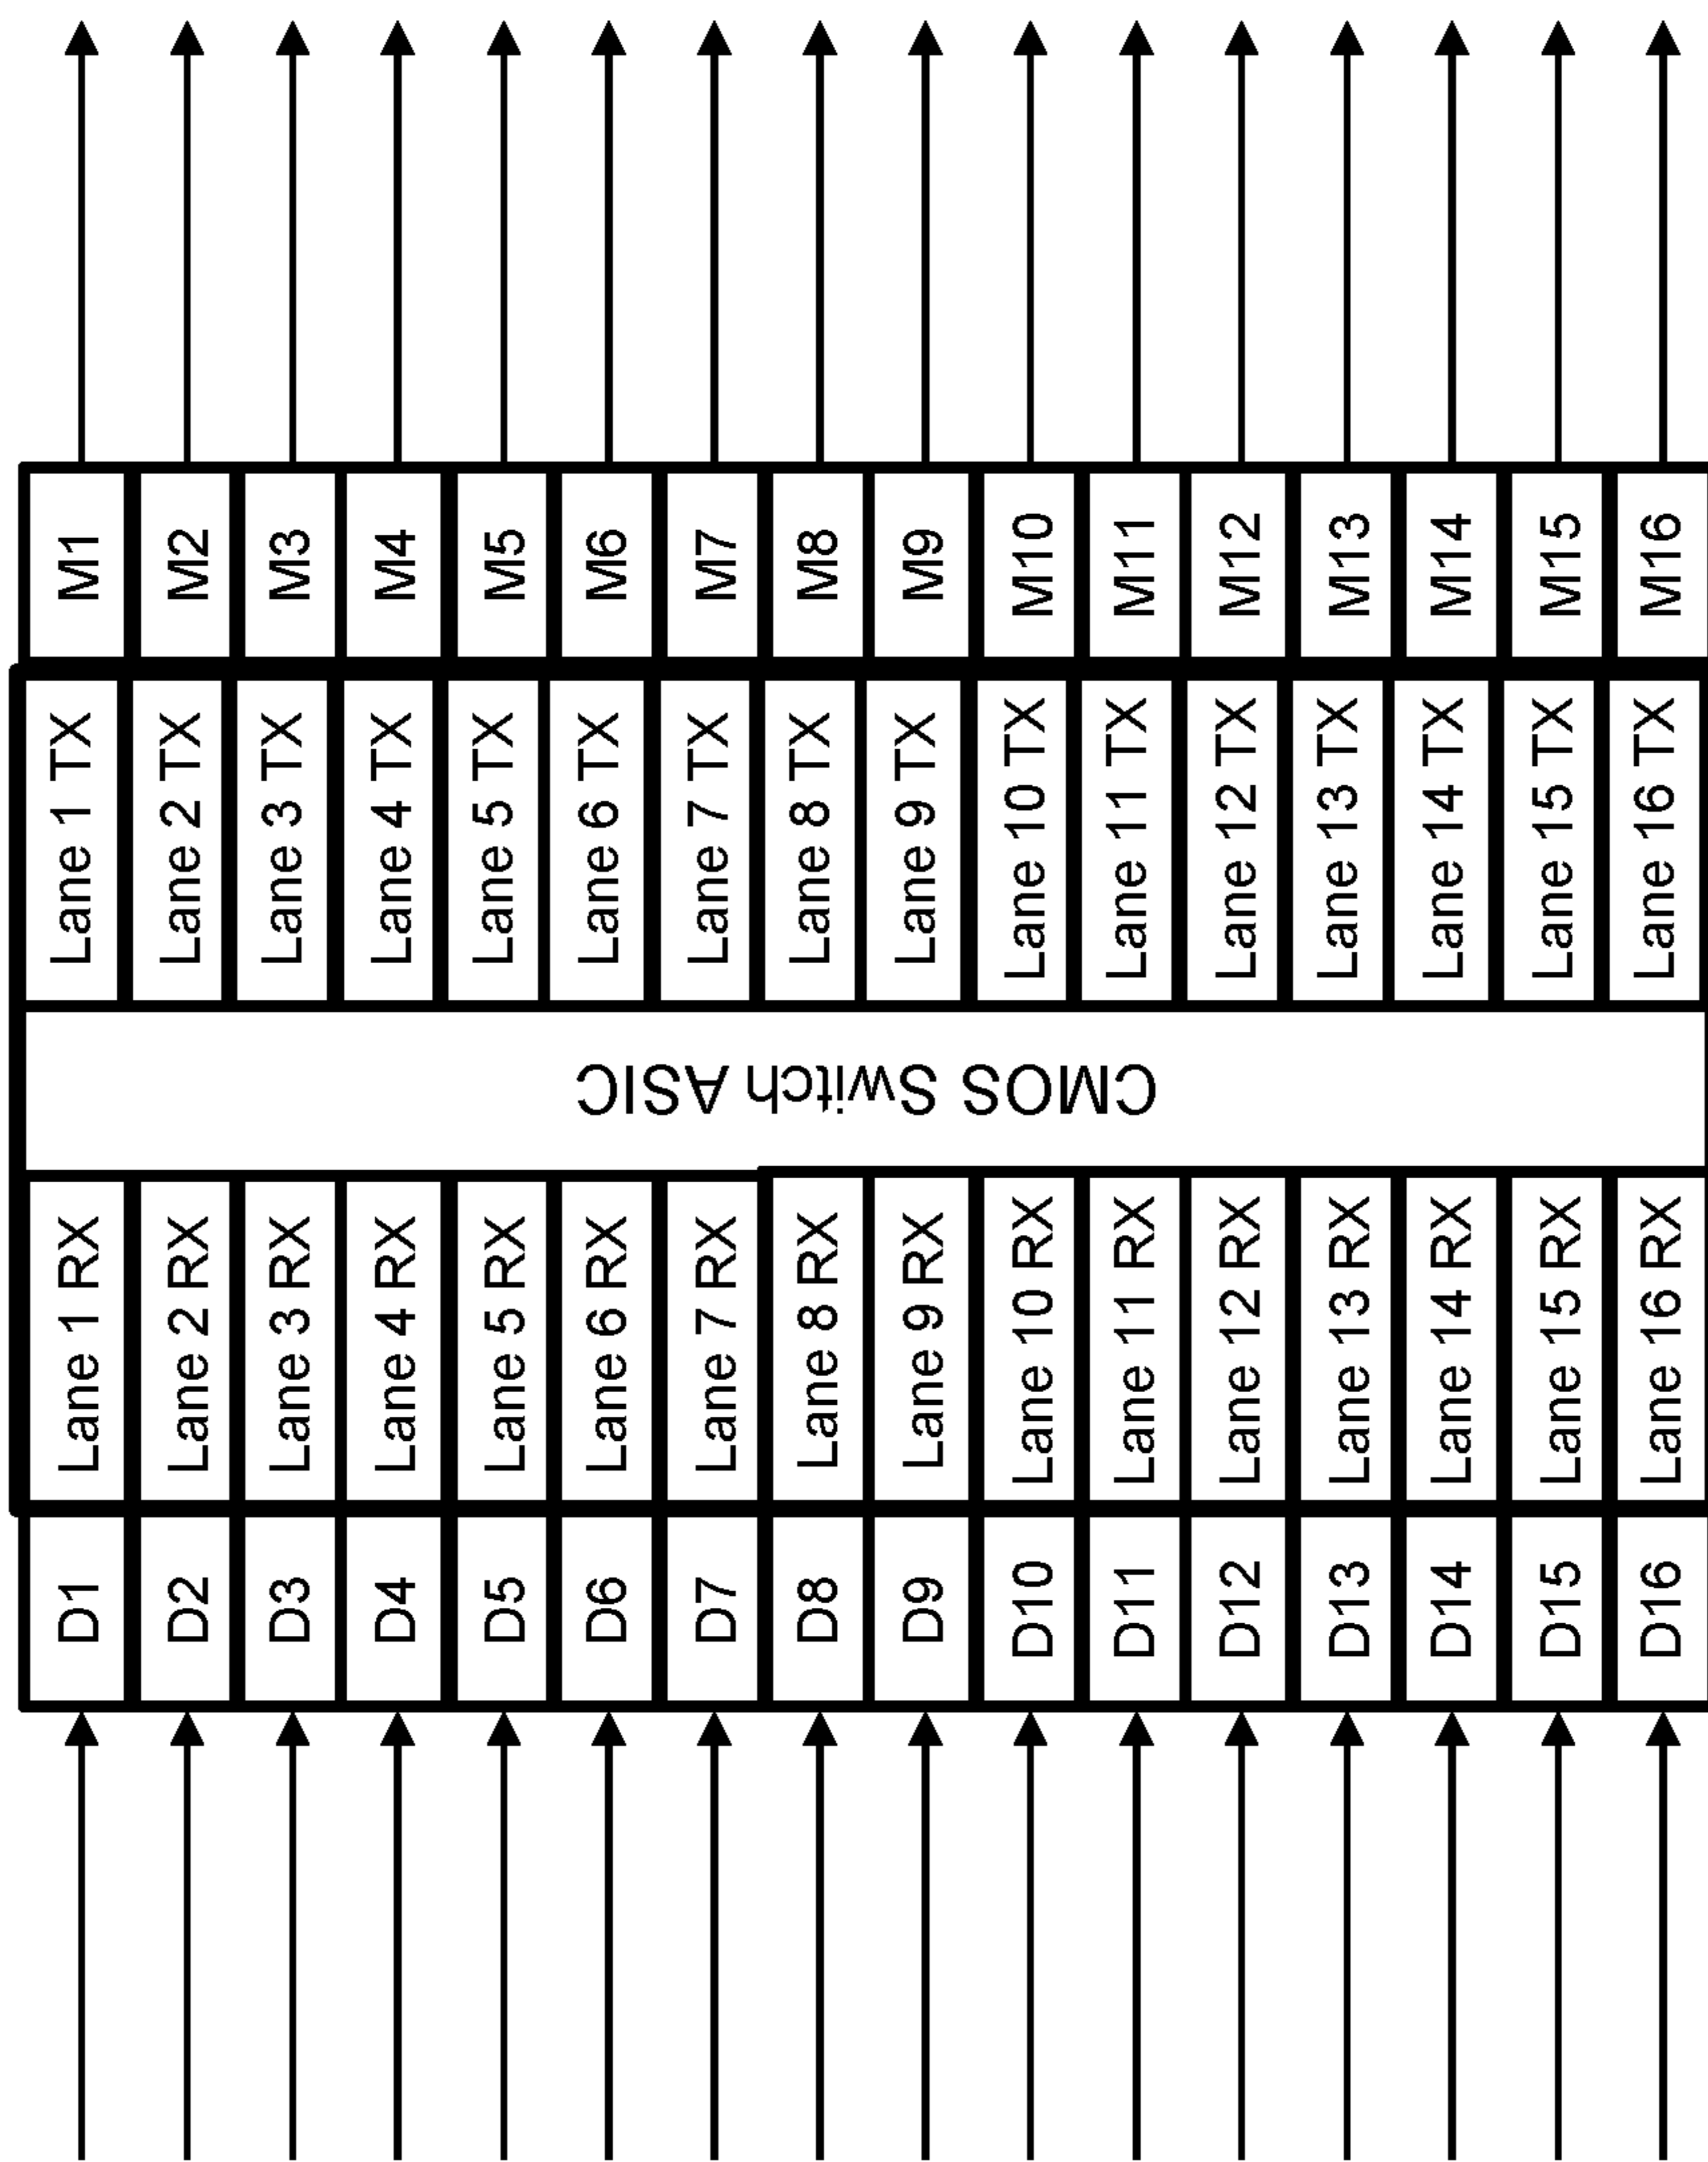 M1
M2
M3
M4
M5
M6
M7
M8
M9
M10
M11
M12
M13
M14
M15
M16
Lane 1 TX
Lane 2 TX
Lane 3 TX
Lane 4 TX
Lane 5 TX
Lane 6 TX
Lane 7 TX
Lane 8 TX
Lane 9 TX
Lane 10 TX
Lane 11 TX
Lane 12 TX
Lane 13 TX
Lane 14 TX
Lane 15 TX
Lane 16 TX
CMOS Switch ASIC
Lane 1 RX
Lane 2 RX
Lane 3 RX
Lane 4 RX
Lane 5 RX
Lane 6 RX
Lane 7 RX
Lane 8 RX
Lane 9 RX
Lane 10 RX
Lane 11 RX
Lane 12 RX
Lane 13 RX
Lane 14 RX
Lane 15 RX
Lane 16 RX
D1
D2
D3
D4
D5
D6
D7
D8
D9
D10
D11
D12
D13
D14
D15
D16